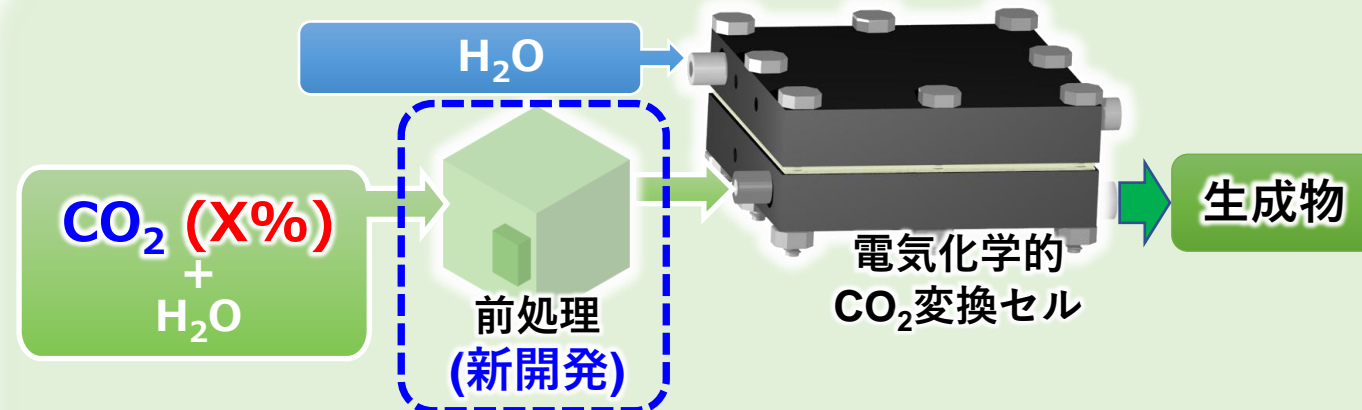 H₂O
CO₂ (X%)
+
H₂O
前処理
(新開発)
電気化学的
CO₂変換セル
生成物